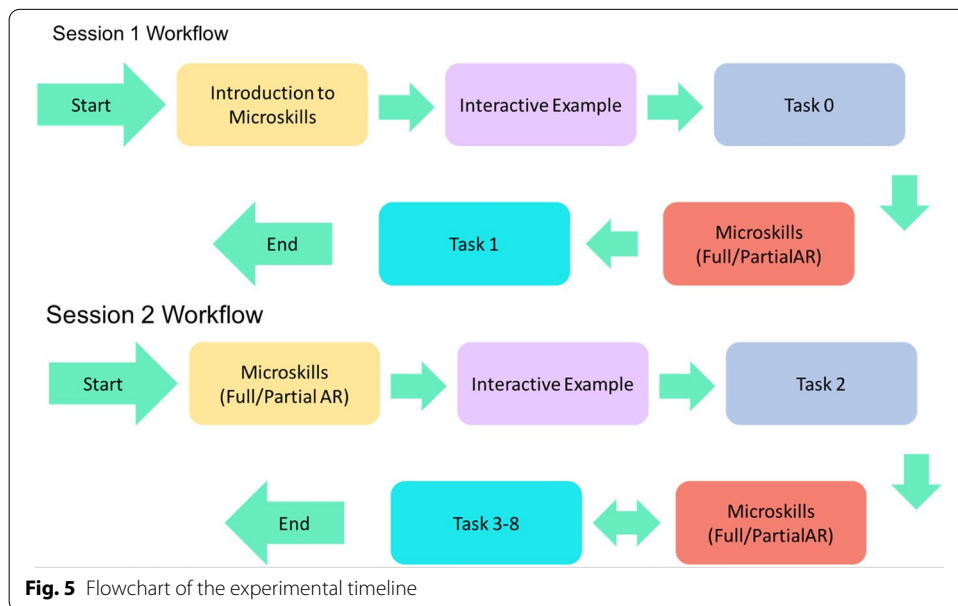 Session 1 Workflow
Start
Introduction to
Microskills
Interactive Example
Task 0
End
Task 1
Microskills
(Full/PartialAR)
Session 2 Workflow
Start
Microskills
(Full/Partial AR)
Interactive Example
Task 2
End
Task 3-8
Microskills
(Full/PartialAR)
Fig. 5 Flowchart of the experimental timeline